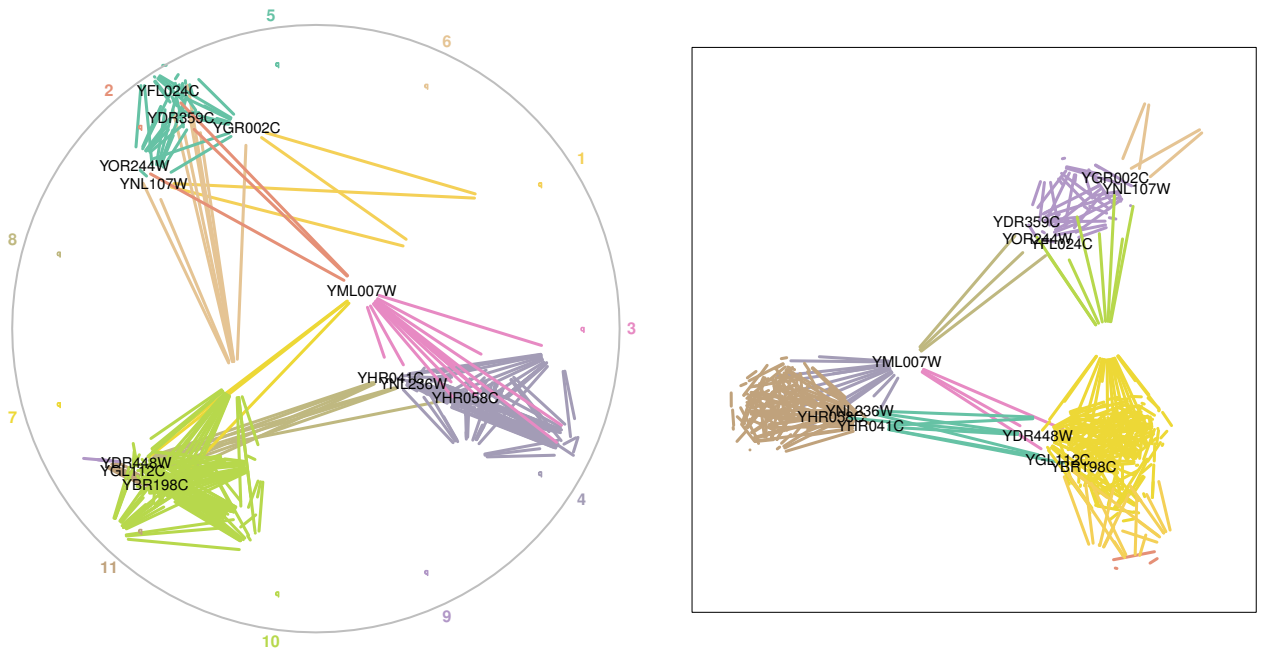 5
6
2
YFL024C
YDR359C
YGR002C
1
YOR244W
YNL107W
8
YML007W
3
YHR041C
YNL236W
YHR058C
7
YDR448W
YGL112C
YBR198C
4
11
9
10
YGR002C
YNL107W
YDR359C
YOR244W
YFL024C
YML007W
YNL236W
YHR058C
YHR041C
YDR448W
YGL112C
YBR198C